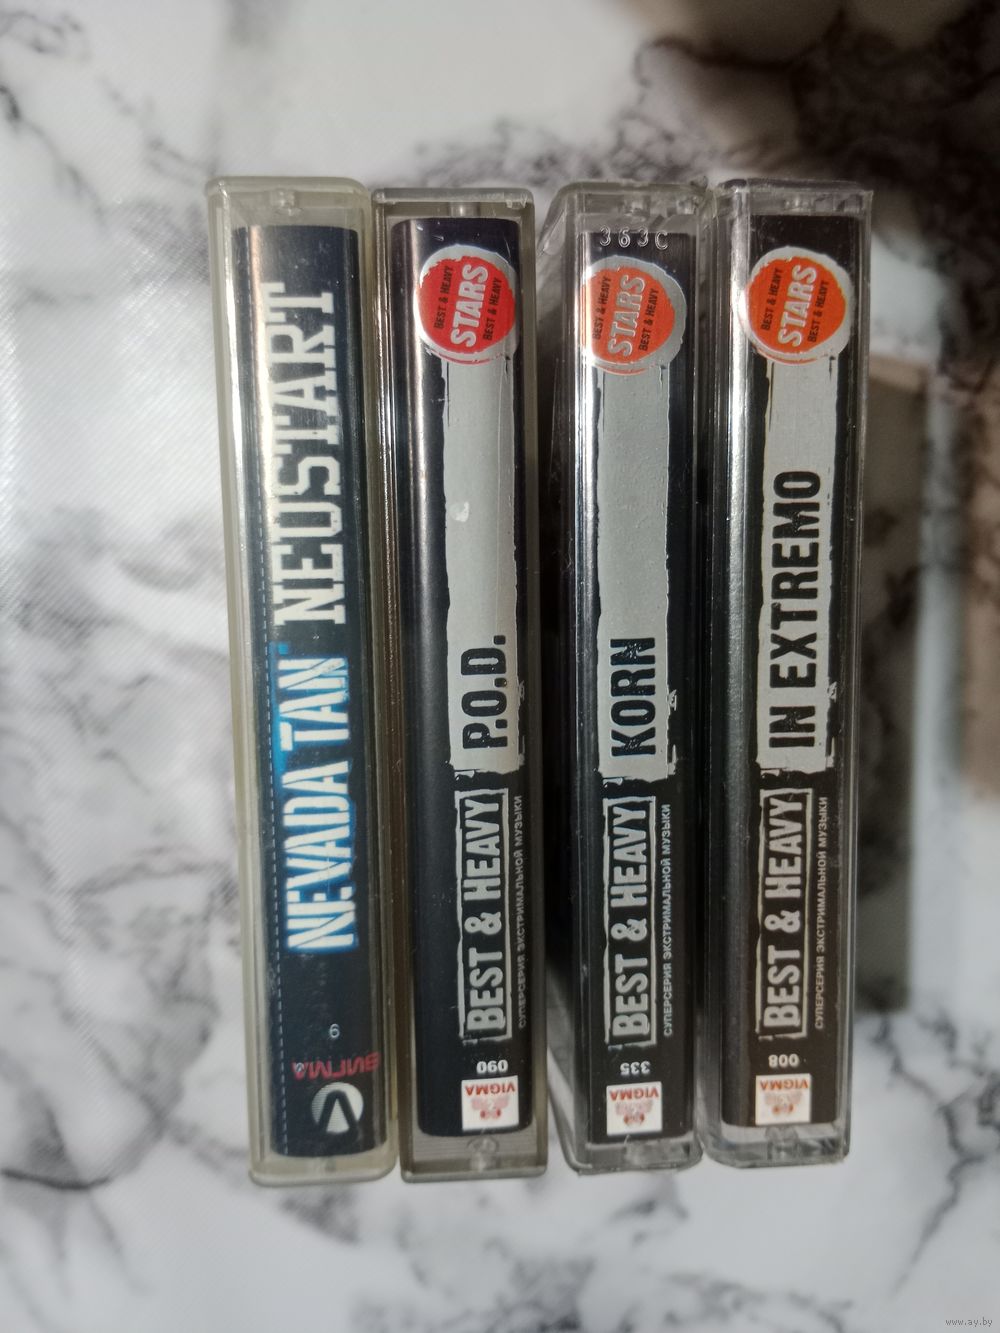 NEVADA TAN NEUSTART
6
ВИГМА
BEST & HEAVY
STARS
BEST & HEAVY
P.O.D.
BEST & HEAVY
СУПЕРСЕРИЯ ЭКСТРИМАЛЬНОЙ МУЗЫКИ
090
VIGMA
363C
BEST & HEAVY
STARS
BEST & HEAVY
KORN
BEST & HEAVY
СУПЕРСЕРИЯ ЭКСТРИМАЛЬНОЙ МУЗЫКИ
335
VIGMA
BEST & HEAVY
STARS
BEST & HEAVY
IN EXTREMO
BEST & HEAVY
СУПЕРСЕРИЯ ЭКСТРИМАЛЬНОЙ МУЗЫКИ
008
VIGMA
www.ay.by